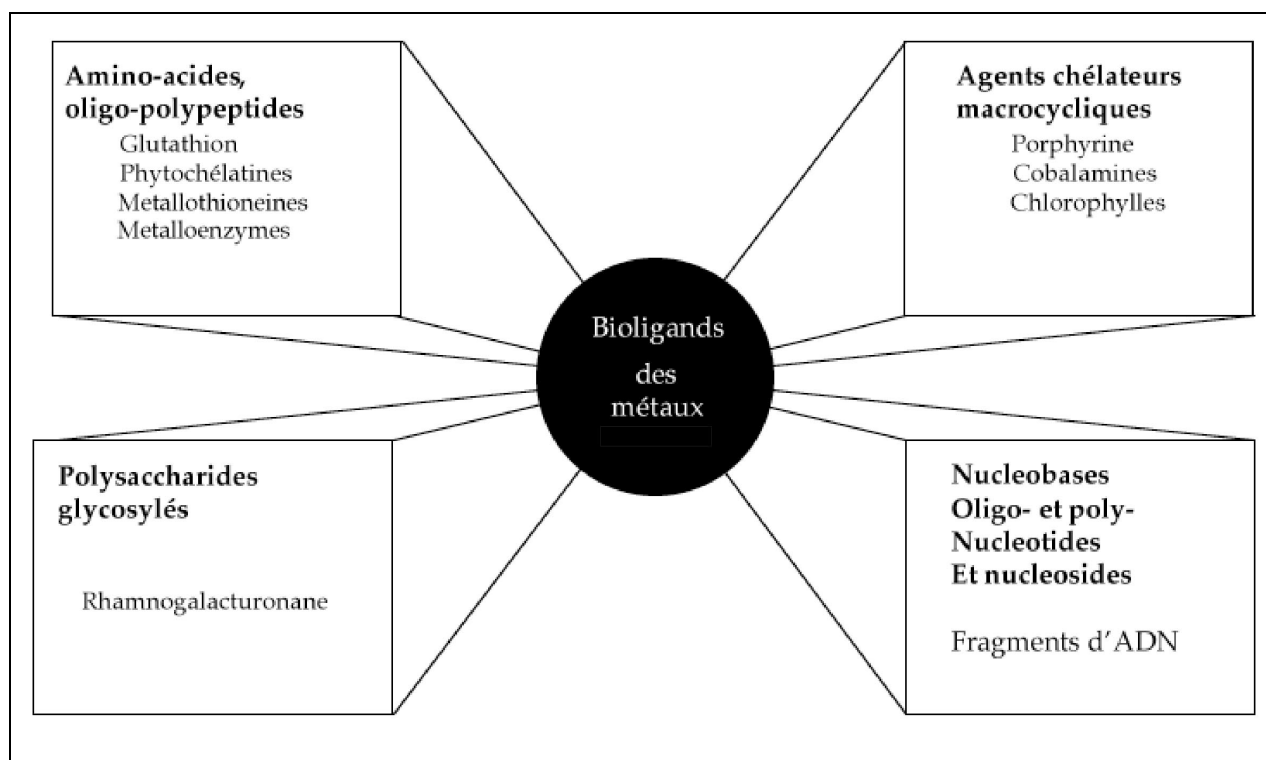 Amino-acides,
oligo-polypeptides
Glutathion
Phytochélatines
Metallothioneines
Metalloenzymes
Agents chélateurs
macrocycliques
Porphyrine
Cobalamines
Chlorophylles
Bioligands
des
métaux
Polysaccharides
glycosylés
Rhamnogalacturonane
Nucleobases
Oligo- et poly-
Nucleotides
Et nucleosides
Fragments d'ADN